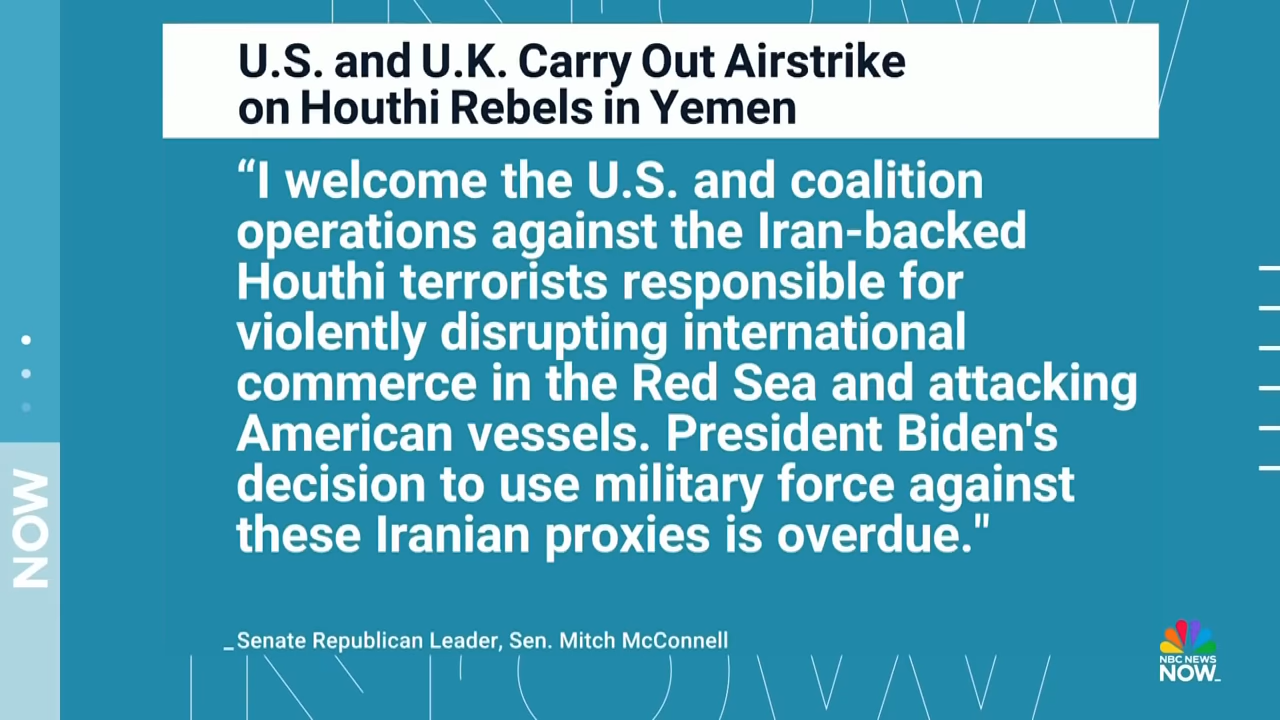 U.S. and U.K. Carry Out Airstrike
on Houthi Rebels in Yemen
“I welcome the U.S. and coalition
operations against the Iran-backed
Houthi terrorists responsible for
violently disrupting international
commerce in the Red Sea and attacking
American vessels. President Biden's
decision to use military force against
these Iranian proxies is overdue."
_Senate Republican Leader, Sen. Mitch McConnell
NOW
NBC NEWS
NOW_